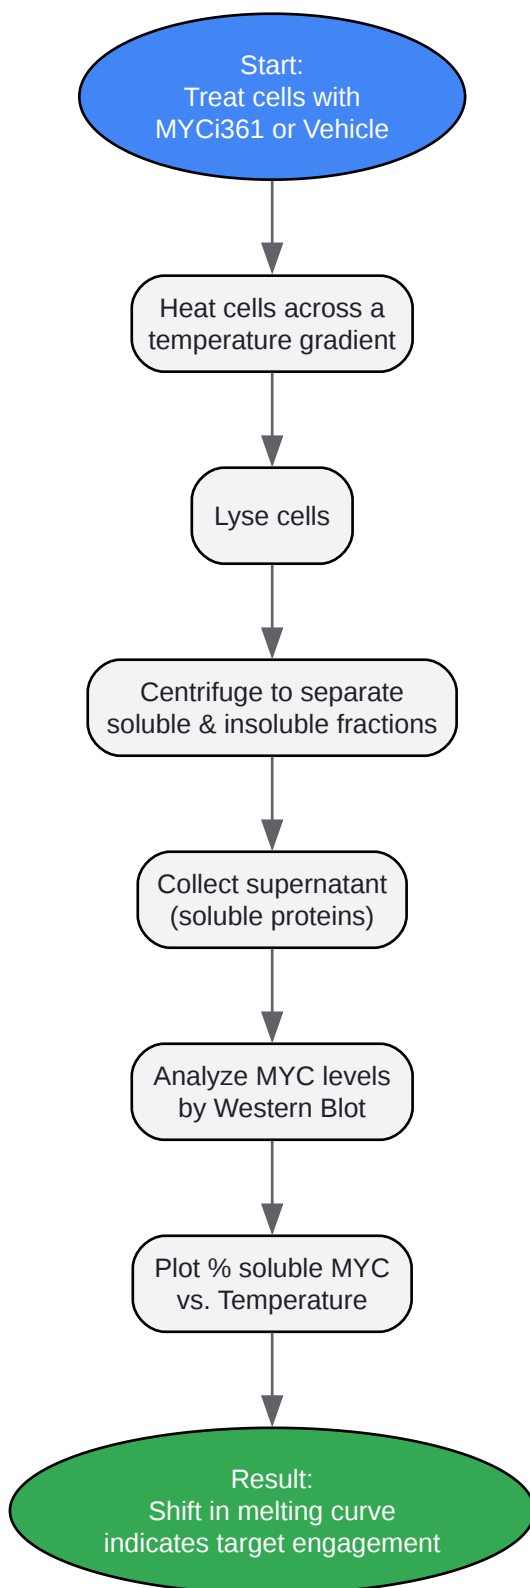 Start:
Treat cells with
MYCi361 or Vehicle
Heat cells across a
temperature gradient
Lyse cells
Centrifuge to separate
soluble & insoluble fractions
Collect supernatant
(soluble proteins)
Analyze MYC levels
by Western Blot
Plot % soluble MYC
vs. Temperature
Result:
Shift in melting curve
indicates target engagement